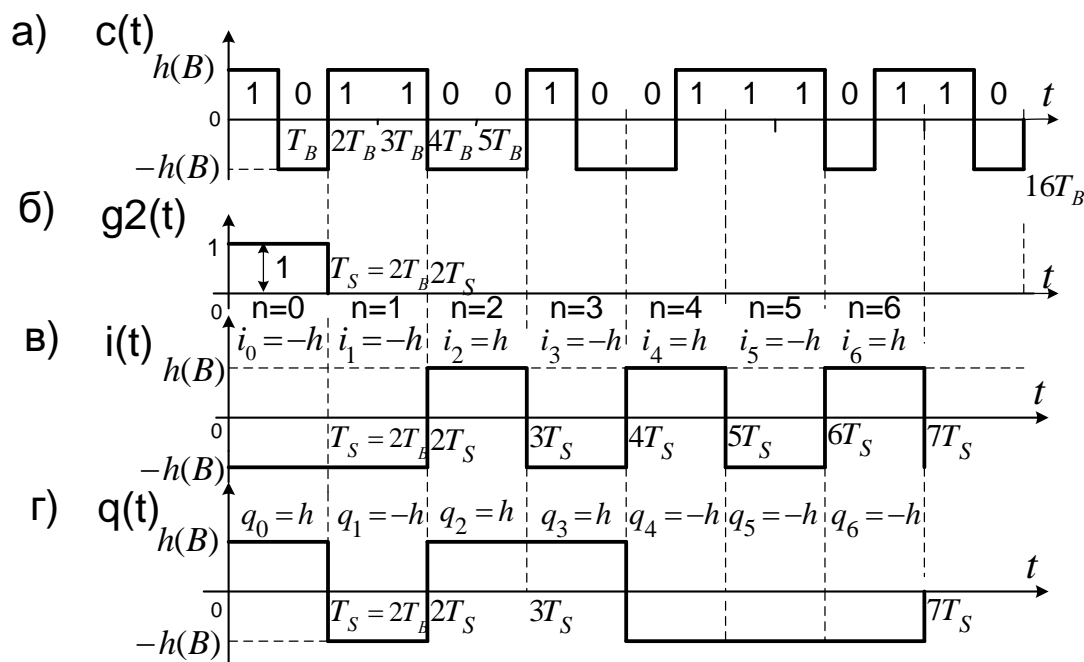 а) c(t)
h(B)
1 0 1 1 0 0 1 0 0 1 1 1 0 1 1 0 t
0
T_B 2T_B 3T_B 4T_B 5T_B
−h(B)
16T_B
б) g2(t)
1
1 T_S = 2T_B 2T_S t
0
n=0 n=1 n=2 n=3 n=4 n=5 n=6
в) i(t) i_0 = −h i_1 = −h i_2 = h i_3 = −h i_4 = h i_5 = −h i_6 = h
h(B)
t
0
T_S = 2T_B 2T_S 3T_S 4T_S 5T_S 6T_S 7T_S
−h(B)
г) q(t) q_0 = h q_1 = −h q_2 = h q_3 = h q_4 = −h q_5 = −h q_6 = −h
h(B)
t
0
T_S = 2T_B 2T_S 3T_S 7T_S
−h(B)